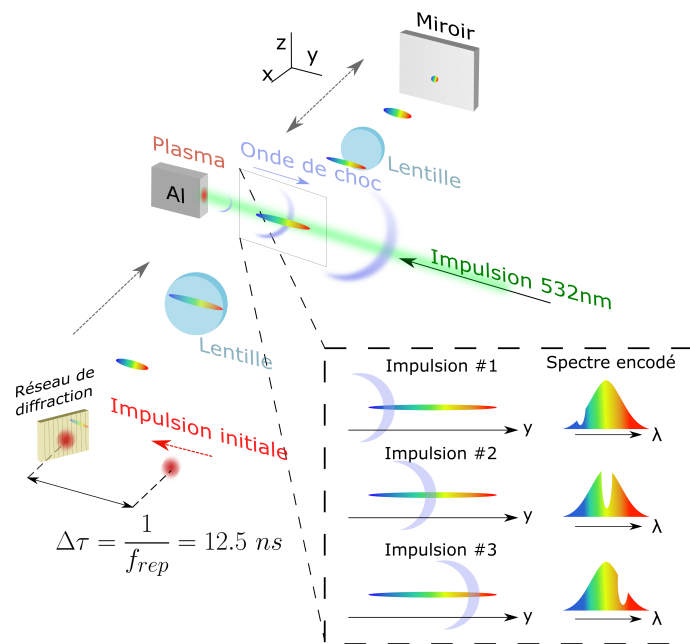 Miroir
z
y
x
Plasma
Onde de choc
Lentille
Al
Impulsion 532nm
Lentille
Réseau de
diffraction
Impulsion initiale
Δτ = 1/f_rep = 12.5 ns
Impulsion #1
Spectre encodé
y
λ
Impulsion #2
y
λ
Impulsion #3
y
λ